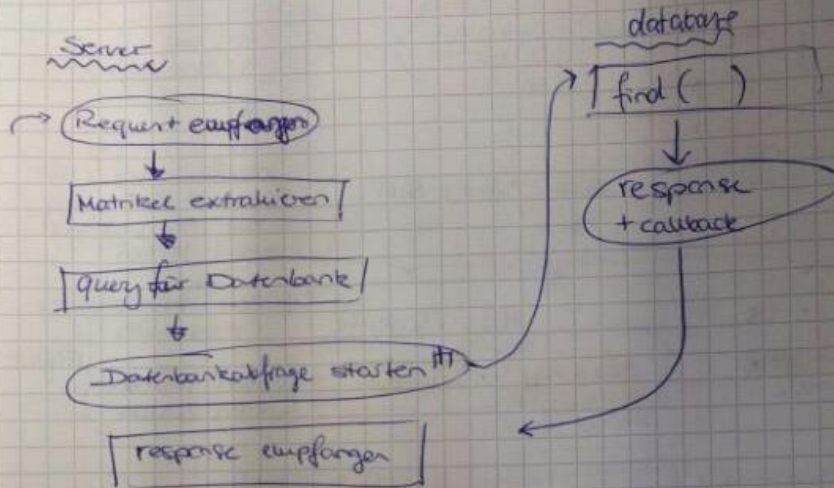 Server
Request empfangen
Matrikel extrahieren
Query für Datenbank
Datenbankabfrage starten
response empfangen
database
find ( )
response
+ callback